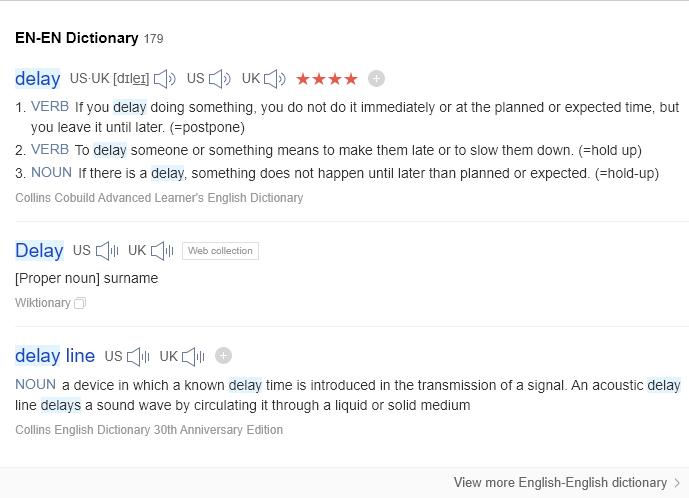 EN-EN Dictionary 179
delay US·UK [dɪleɪ] US UK
1. VERB If you delay doing something, you do not do it immediately or at the planned or expected time, but
you leave it until later. (=postpone)
2. VERB To delay someone or something means to make them late or to slow them down. (=hold up)
3. NOUN If there is a delay, something does not happen until later than planned or expected. (=hold-up)
Collins Cobuild Advanced Learner's English Dictionary
Delay US UK Web collection
[Proper noun] surname
Wiktionary
delay line US UK
NOUN a device in which a known delay time is introduced in the transmission of a signal. An acoustic delay
line delays a sound wave by circulating it through a liquid or solid medium
Collins English Dictionary 30th Anniversary Edition
View more English-English dictionary